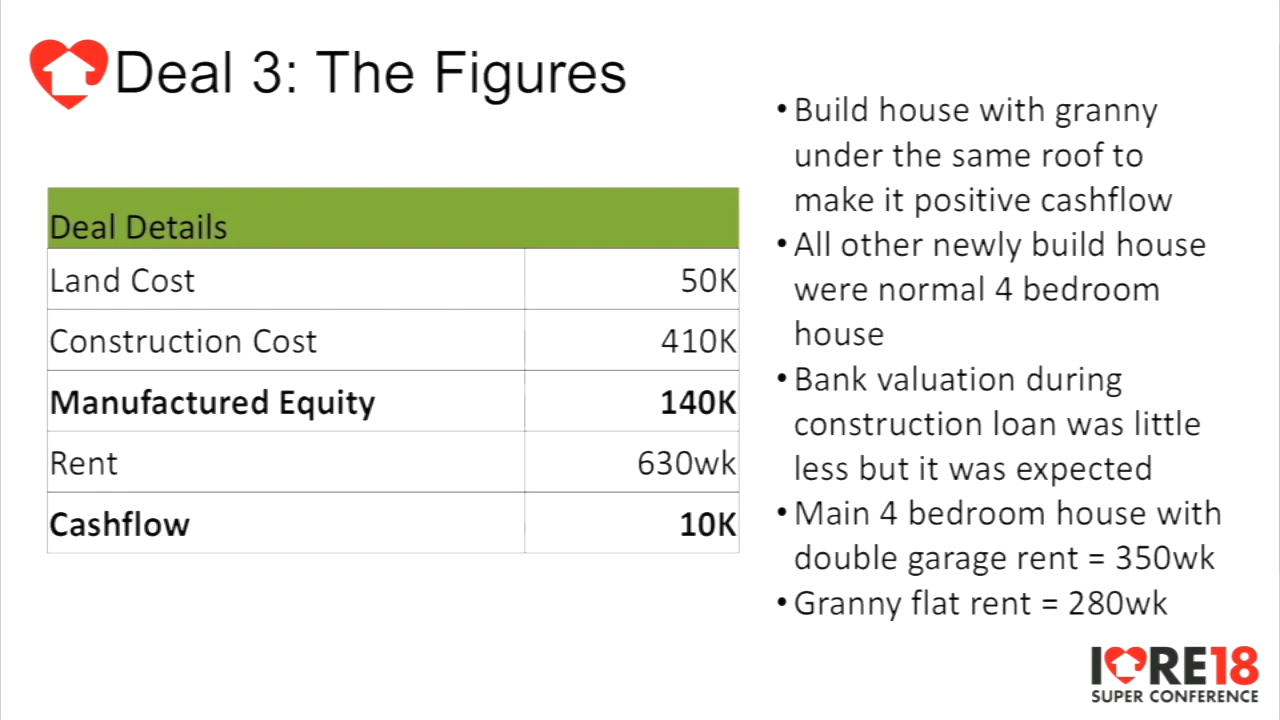 Deal 3: The Figures
Deal Details
Land Cost 50K
Construction Cost 410K
Manufactured Equity 140K
Rent 630wk
Cashflow 10K
• Build house with granny
under the same roof to
make it positive cashflow
• All other newly build house
were normal 4 bedroom
house
• Bank valuation during
construction loan was little
less but it was expected
• Main 4 bedroom house with
double garage rent = 350wk
• Granny flat rent = 280wk
I RE18
SUPER CONFERENCE